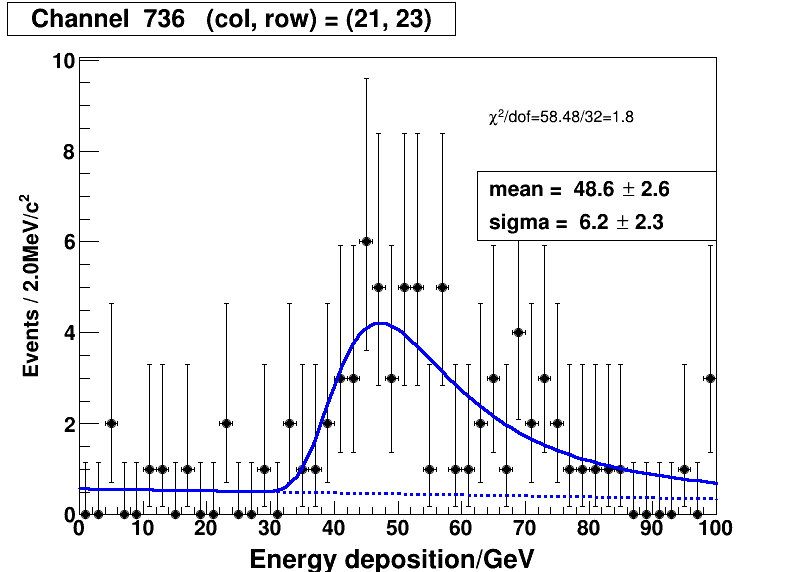 Channel  736   (col, row) = (21, 23)
10
8
6
4
2
0
Events / 2.0MeV/c²
χ²/dof=58.48/32=1.8
mean =  48.6 ± 2.6
sigma =  6.2 ± 2.3
0 10 20 30 40 50 60 70 80 90 100
Energy deposition/GeV